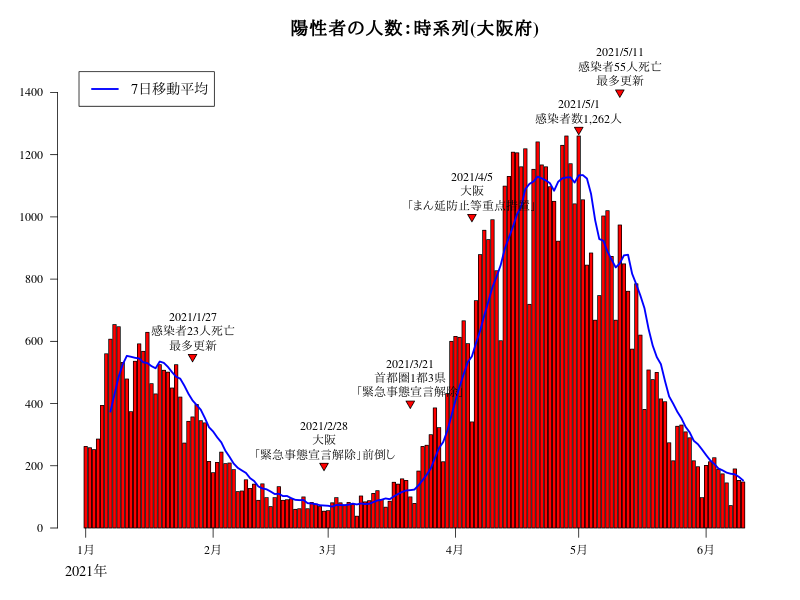 陽性者の人数：時系列(大阪府)
7日移動平均
2021/5/11
感染者55人死亡
最多更新
2021/5/1
感染者数1,262人
2021/4/5
大阪
「まん延防止等重点措置」
2021/1/27
感染者23人死亡
最多更新
2021/3/21
首都圏1都3県
「緊急事態宣言解除」
2021/2/28
大阪
「緊急事態宣言解除」前倒し
1400
1200
1000
800
600
400
200
0
1月
2月
3月
4月
5月
6月
2021年